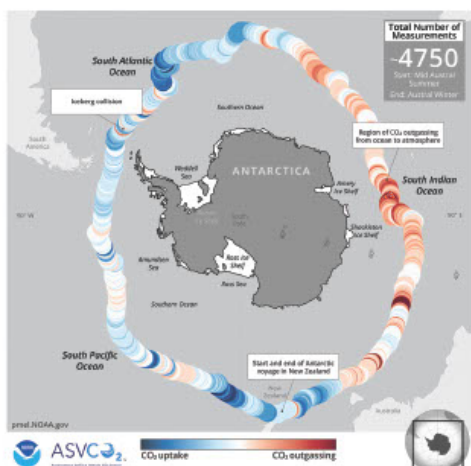 Total Number of
Measurements
~4750
Start: Mid Austral
Summer
End: Austral Winter
South Atlantic
Ocean
Iceberg collision
Southern Ocean
Region of CO₂ outgassing
from ocean to atmosphere
South
America
Weddell
Sea
ANTARCTICA
South Indian
Ocean
Amery
Ice Shelf
90° W
90° E
Shackleton
Ice Shelf
Amundsen
Sea
Ross Ice
Shelf
Ross Sea
Southern Ocean
South Pacific
Ocean
Start and end of Antarctic
voyage in New Zealand
New
Zealand
Australia
pmel.NOAA.gov
NOAA
ASVCO₂
CO₂ uptake
CO₂ outgassing